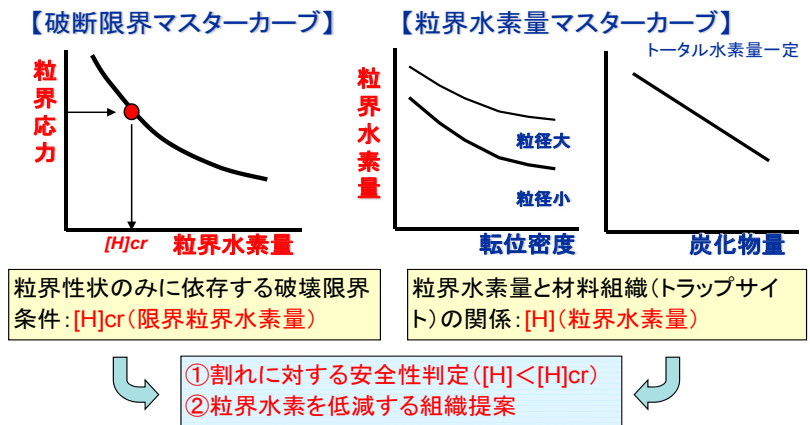 【破断限界マスターカーブ】
粒界応力
[H]cr
粒界水素量
【粒界水素量マスターカーブ】
トータル水素量一定
粒界水素量
粒径大
粒径小
転位密度
炭化物量
粒界性状のみに依存する破壊限界
条件:[H]cr(限界粒界水素量)
粒界水素量と材料組織(トラップサイ
ト)の関係:[H](粒界水素量)
①割れに対する安全性判定([H]<[H]cr)
②粒界水素を低減する組織提案